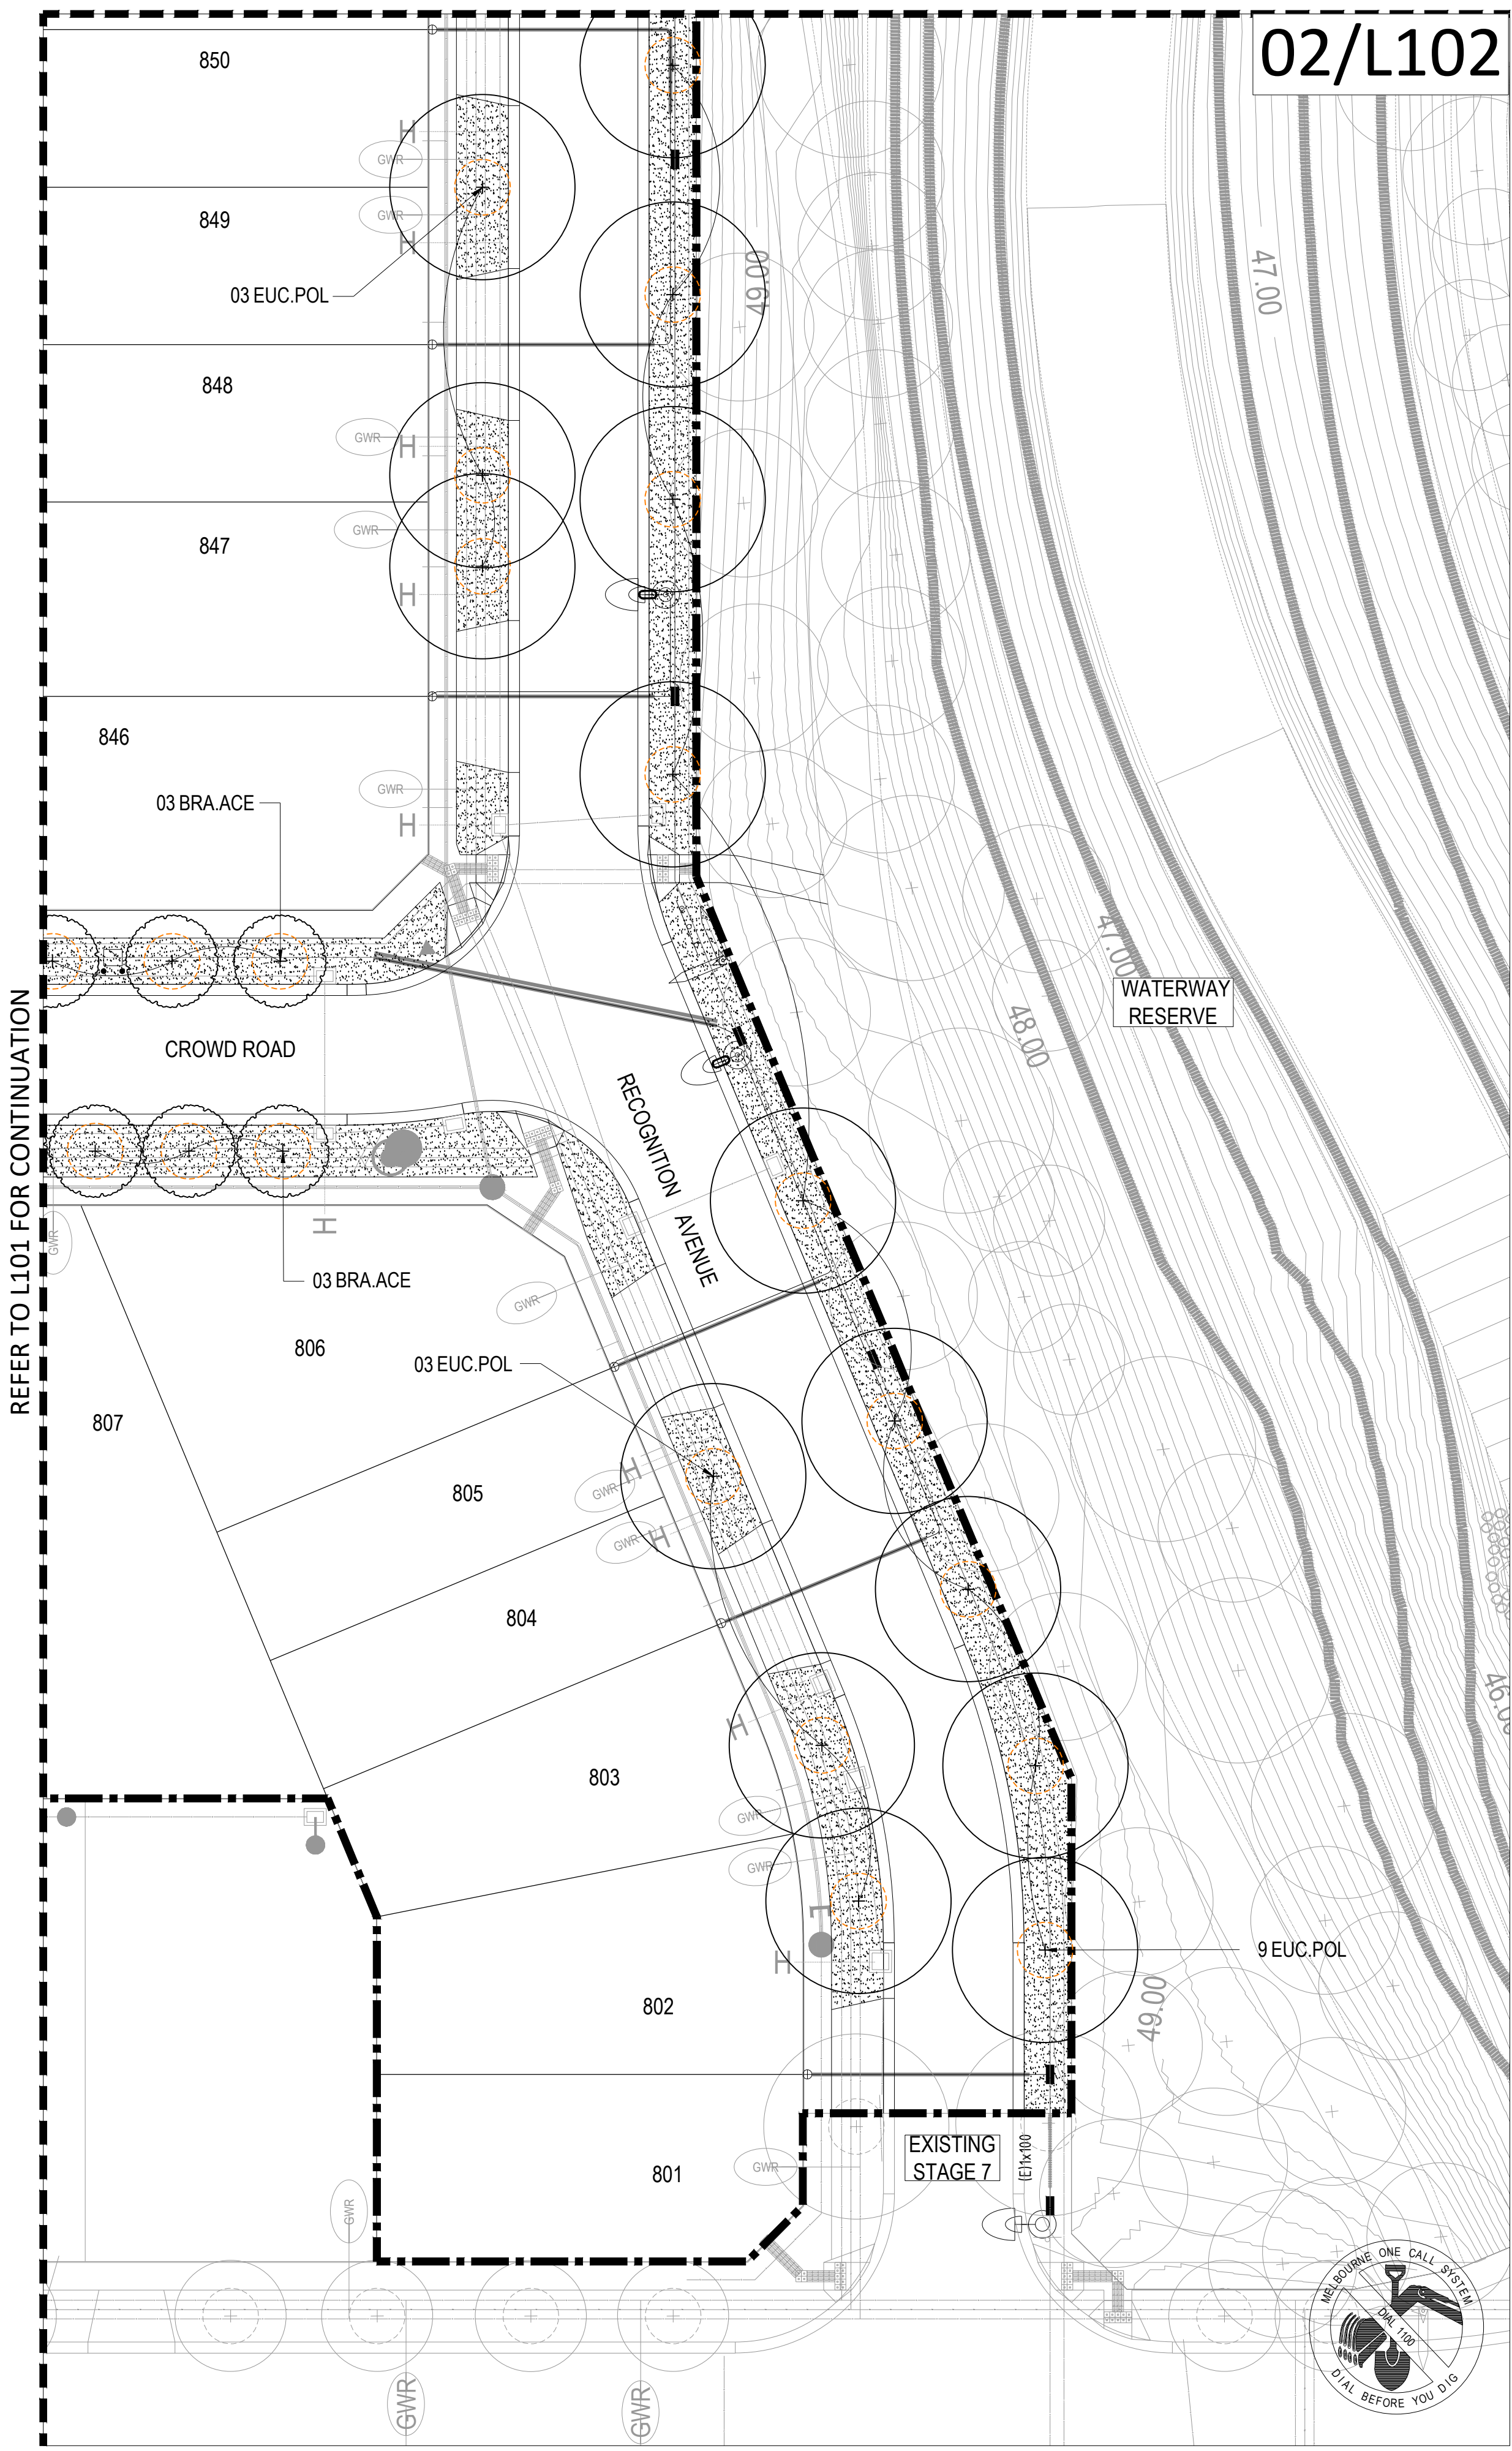 02/L102
850
H
GWR
849
GWR
H
03 EUC.POL
49.00
47.00
848
GWR
H
847
GWR
H
846
GWR
H
03 BRA.ACE
47.00
WATERWAY
RESERVE
48.00
REFER TO L101 FOR CONTINUATION
CROWD ROAD
RECOGNITION AVENUE
GWR
H
03 BRA.ACE
GWR
806
03 EUC.POL
807
805
GWR
H
GWR
H
804
H
46.0
803
GWR
GWR
H
9 EUC.POL
802
49.00
801
GWR
EXISTING
STAGE 7
(E)1x100
GWR
GWR
GWR
MELBOURNE ONE CALL SYSTEM
DIAL 1100
DIAL BEFORE YOU DIG